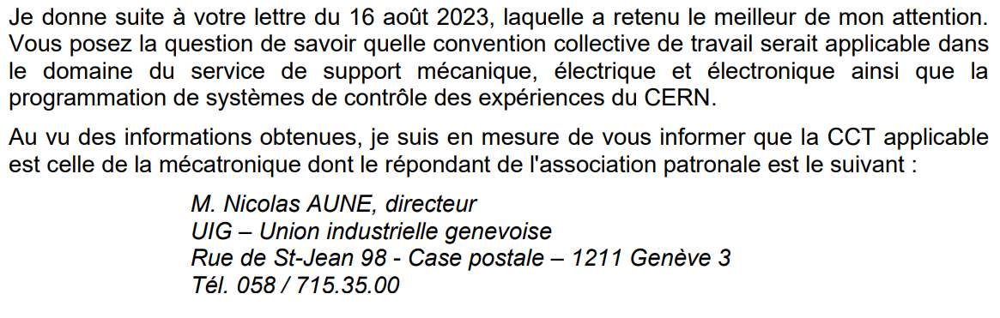 Je donne suite à votre lettre du 16 août 2023, laquelle a retenu le meilleur de mon attention.
Vous posez la question de savoir quelle convention collective de travail serait applicable dans
le domaine du service de support mécanique, électrique et électronique ainsi que la
programmation de systèmes de contrôle des expériences du CERN.
Au vu des informations obtenues, je suis en mesure de vous informer que la CCT applicable
est celle de la mécatronique dont le répondant de l'association patronale est le suivant :
M. Nicolas AUNE, directeur
UIG – Union industrielle genevoise
Rue de St-Jean 98 - Case postale – 1211 Genève 3
Tél. 058 / 715.35.00